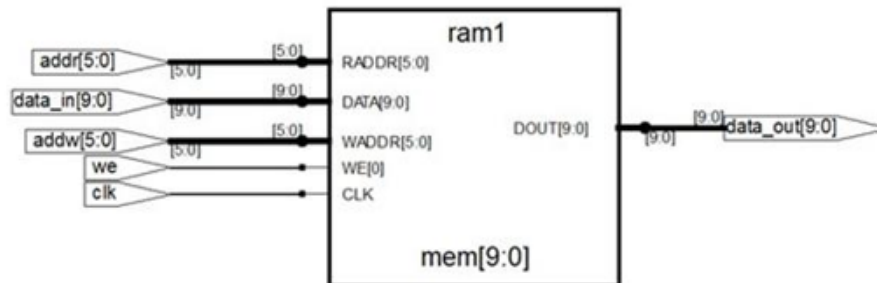 ram1
addr[5:0]
[5:0]
[5:0]
RADDR[5:0]
data_in[9:0]
[9:0]
[9:0]
DATA[9:0]
addw[5:0]
[5:0]
[5:0]
WADDR[5:0]
we
WE[0]
clk
CLK
DOUT[9:0]
[9:0]
[9:0]
data_out[9:0]
mem[9:0]